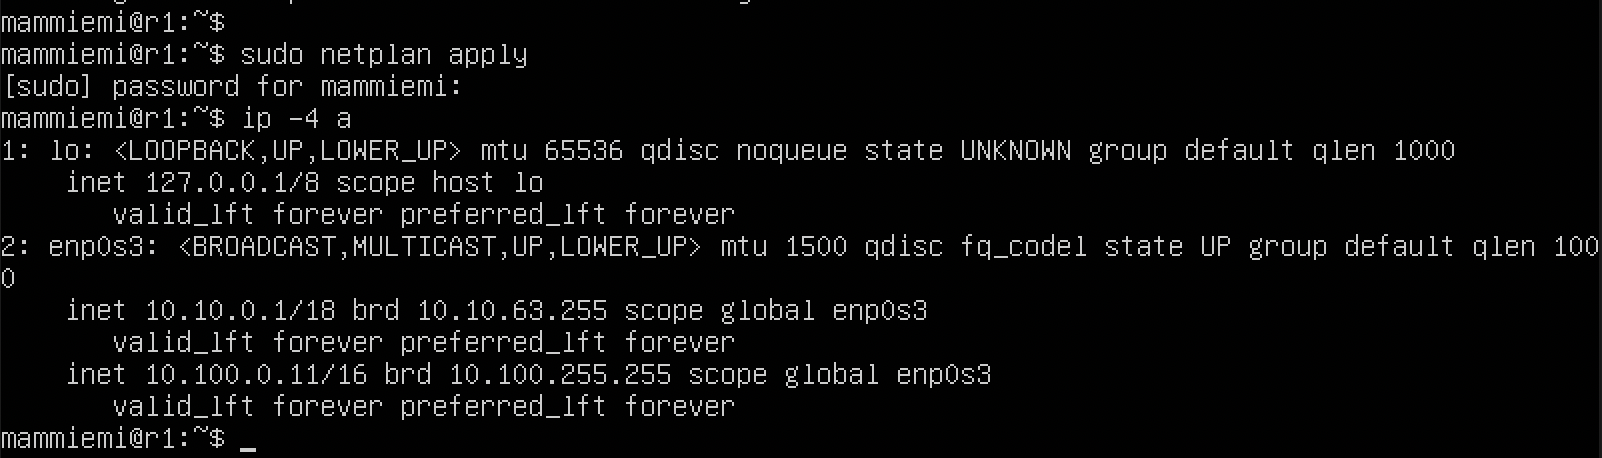 mammiemi@r1:~$
mammiemi@r1:~$ sudo netplan apply
[sudo] password for mammiemi:
mammiemi@r1:~$ ip -4 a
1: lo: <LOOPBACK,UP,LOWER_UP> mtu 65536 qdisc noqueue state UNKNOWN group default qlen 1000
    inet 127.0.0.1/8 scope host lo
       valid_lft forever preferred_lft forever
2: enp0s3: <BROADCAST,MULTICAST,UP,LOWER_UP> mtu 1500 qdisc fq_codel state UP group default qlen 100
0
    inet 10.10.0.1/18 brd 10.10.63.255 scope global enp0s3
       valid_lft forever preferred_lft forever
    inet 10.100.0.11/16 brd 10.100.255.255 scope global enp0s3
       valid_lft forever preferred_lft forever
mammiemi@r1:~$ _